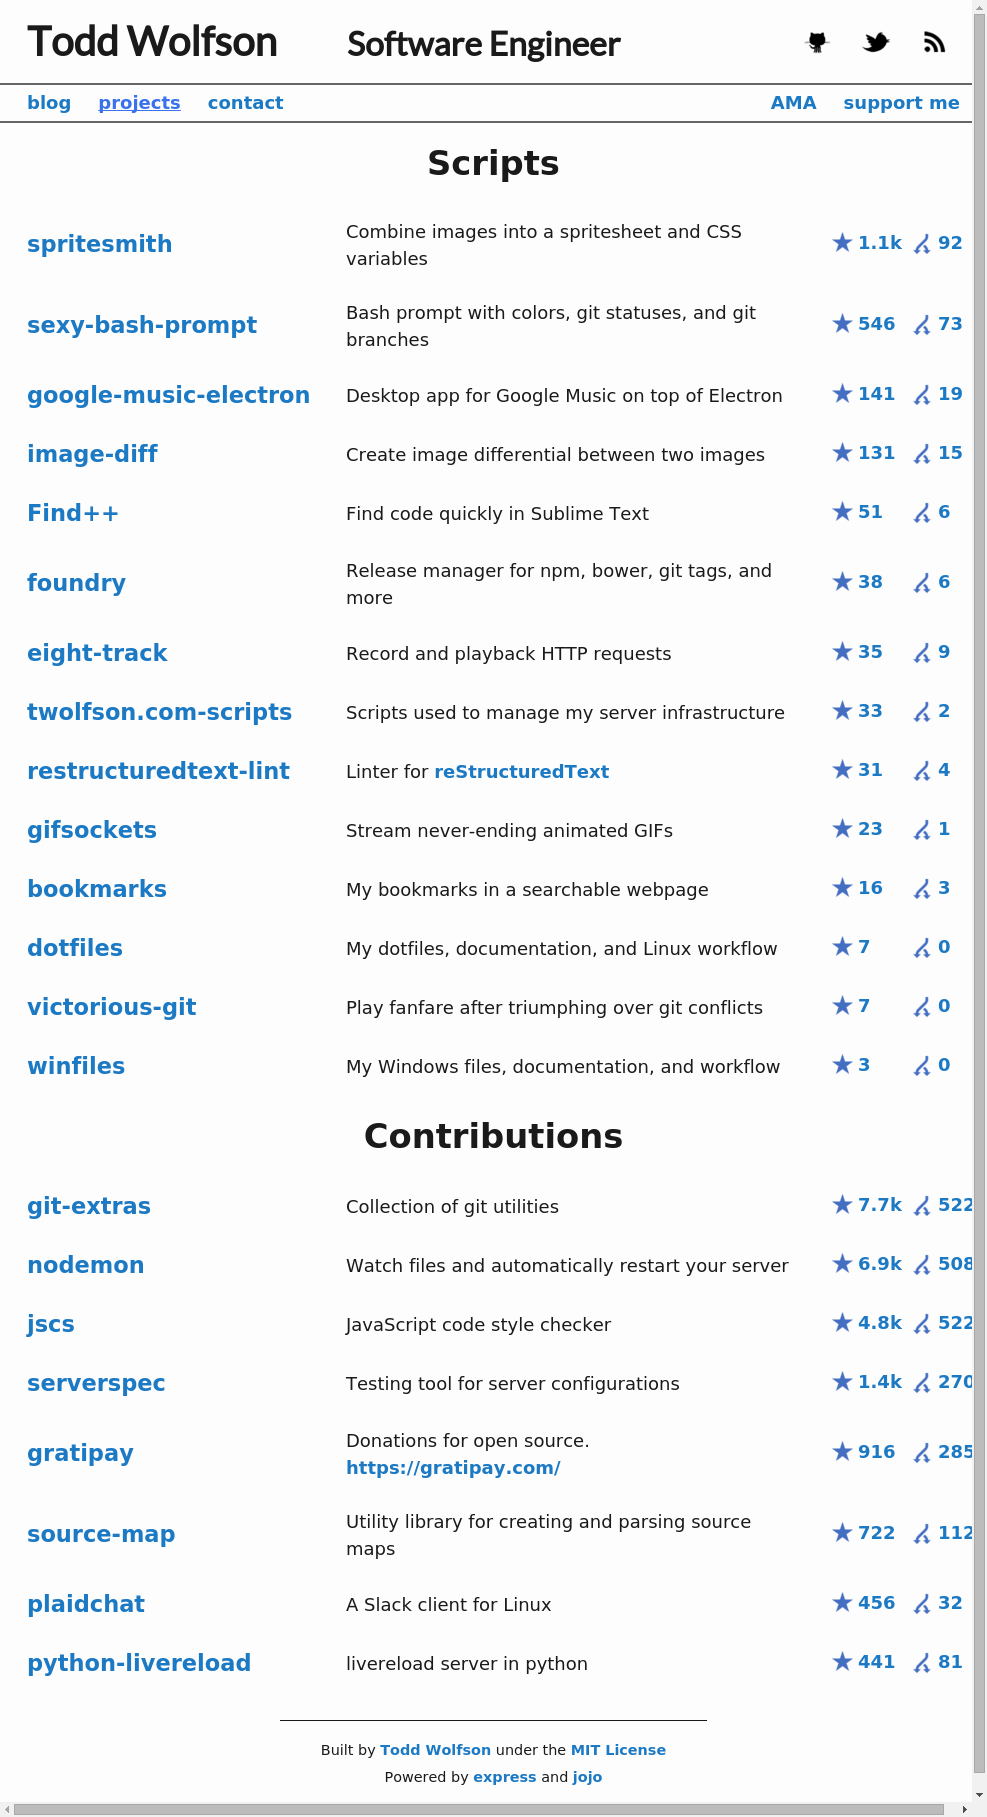 Todd Wolfson Software Engineer
blog projects contact AMA support me
Scripts
spritesmith Combine images into a spritesheet and CSS variables 1.1k 92
sexy-bash-prompt Bash prompt with colors, git statuses, and git branches 546 73
google-music-electron Desktop app for Google Music on top of Electron 141 19
image-diff Create image differential between two images 131 15
Find++ Find code quickly in Sublime Text 51 6
foundry Release manager for npm, bower, git tags, and more 38 6
eight-track Record and playback HTTP requests 35 9
twolfson.com-scripts Scripts used to manage my server infrastructure 33 2
restructuredtext-lint Linter for reStructuredText 31 4
gifsockets Stream never-ending animated GIFs 23 1
bookmarks My bookmarks in a searchable webpage 16 3
dotfiles My dotfiles, documentation, and Linux workflow 7 0
victorious-git Play fanfare after triumphing over git conflicts 7 0
winfiles My Windows files, documentation, and workflow 3 0
Contributions
git-extras Collection of git utilities 7.7k 522
nodemon Watch files and automatically restart your server 6.9k 508
jscs JavaScript code style checker 4.8k 522
serverspec Testing tool for server configurations 1.4k 270
gratipay Donations for open source. https://gratipay.com/ 916 285
source-map Utility library for creating and parsing source maps 722 112
plaidchat A Slack client for Linux 456 32
python-livereload livereload server in python 441 81
Built by Todd Wolfson under the MIT License
Powered by express and jojo